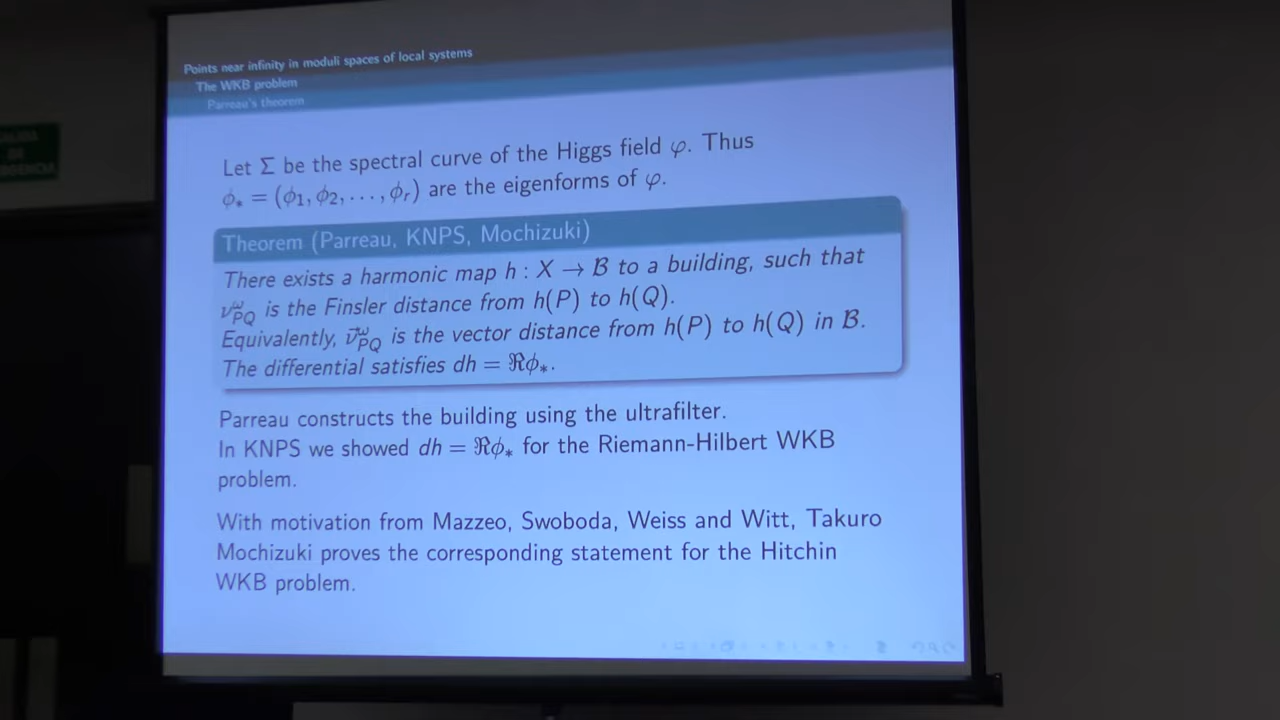 Points near infinity in moduli spaces of local systems
The WKB problem
Parreau's theorem
Let Σ be the spectral curve of the Higgs field φ. Thus
ϕ* = (ϕ1, ϕ2, . . . , ϕr) are the eigenforms of φ.
Theorem (Parreau, KNPS, Mochizuki)
There exists a harmonic map h : X → B to a building, such that
ν^ω_PQ is the Finsler distance from h(P) to h(Q).
Equivalently, ν⃗^ω_PQ is the vector distance from h(P) to h(Q) in B.
The differential satisfies dh = ℜϕ*.
Parreau constructs the building using the ultrafilter.
In KNPS we showed dh = ℜϕ* for the Riemann-Hilbert WKB
problem.
With motivation from Mazzeo, Swoboda, Weiss and Witt, Takuro
Mochizuki proves the corresponding statement for the Hitchin
WKB problem.